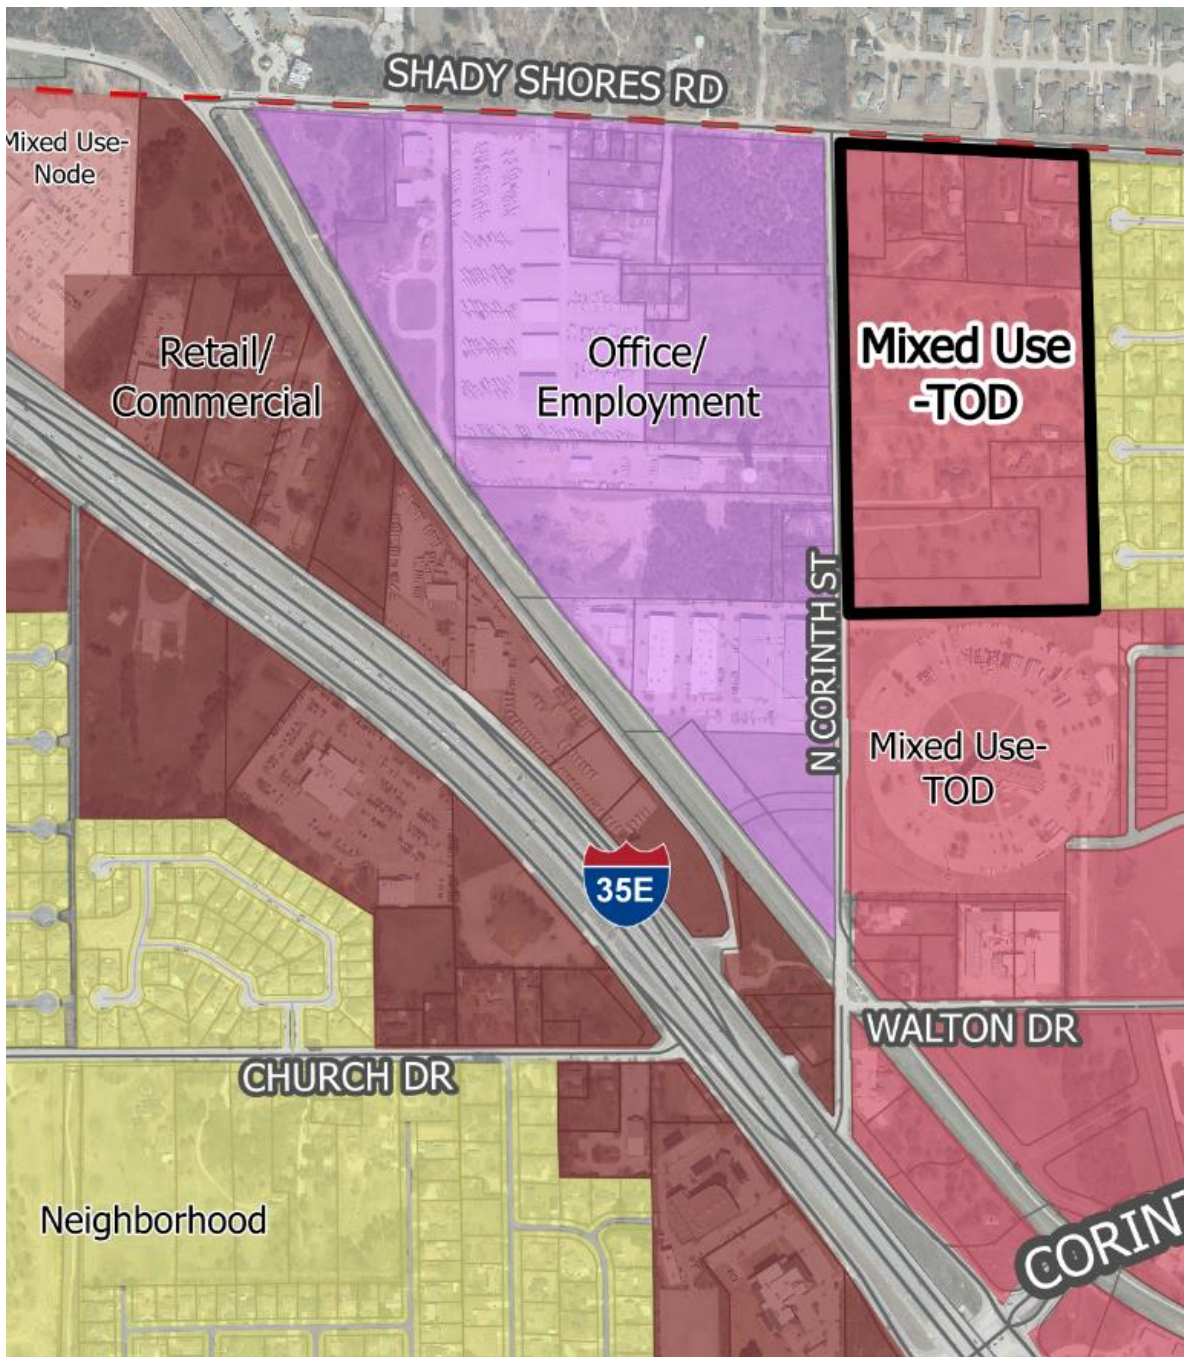 SHADY SHORES RD
Mixed Use-
Node
Retail/
Commercial
Office/
Employment
Mixed Use
-TOD
N CORINTH ST
Mixed Use-
TOD
35E
WALTON DR
CHURCH DR
Neighborhood
CORINT